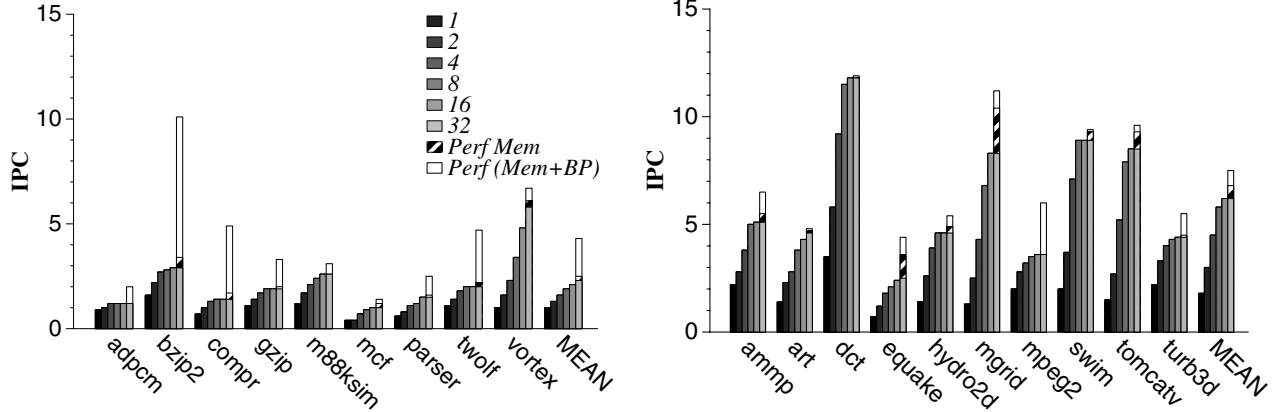 15
10
5
0
IPC
1
2
4
8
16
32
Perf Mem
Perf (Mem+BP)
adpcm
bzip2
compr
gzip
m88ksim
mcf
parser
twolf
vortex
MEAN
15
10
5
0
IPC
ammp
art
dct
equake
hydro2d
mgrid
mpeg2
swim
tomcatv
turb3d
MEAN